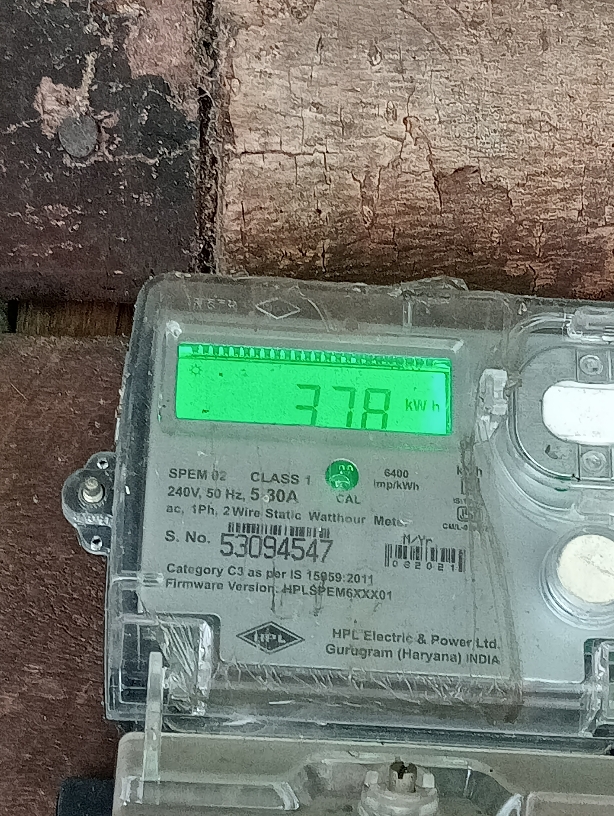 378 kWh
SPEM 02 CLASS 1
6400
imp/kWh
240V, 50 Hz, 5-30A
CAL
ac, 1Ph. 2Wire Static Watthour Meter
S. No. 53094547
M/Yr.
082021
Category C3 as per IS 15959:2011
Firmware Version: HPLSPEM6XXX01
HPL
HPL Electric & Power Ltd.
Gurugram (Haryana) INDIA